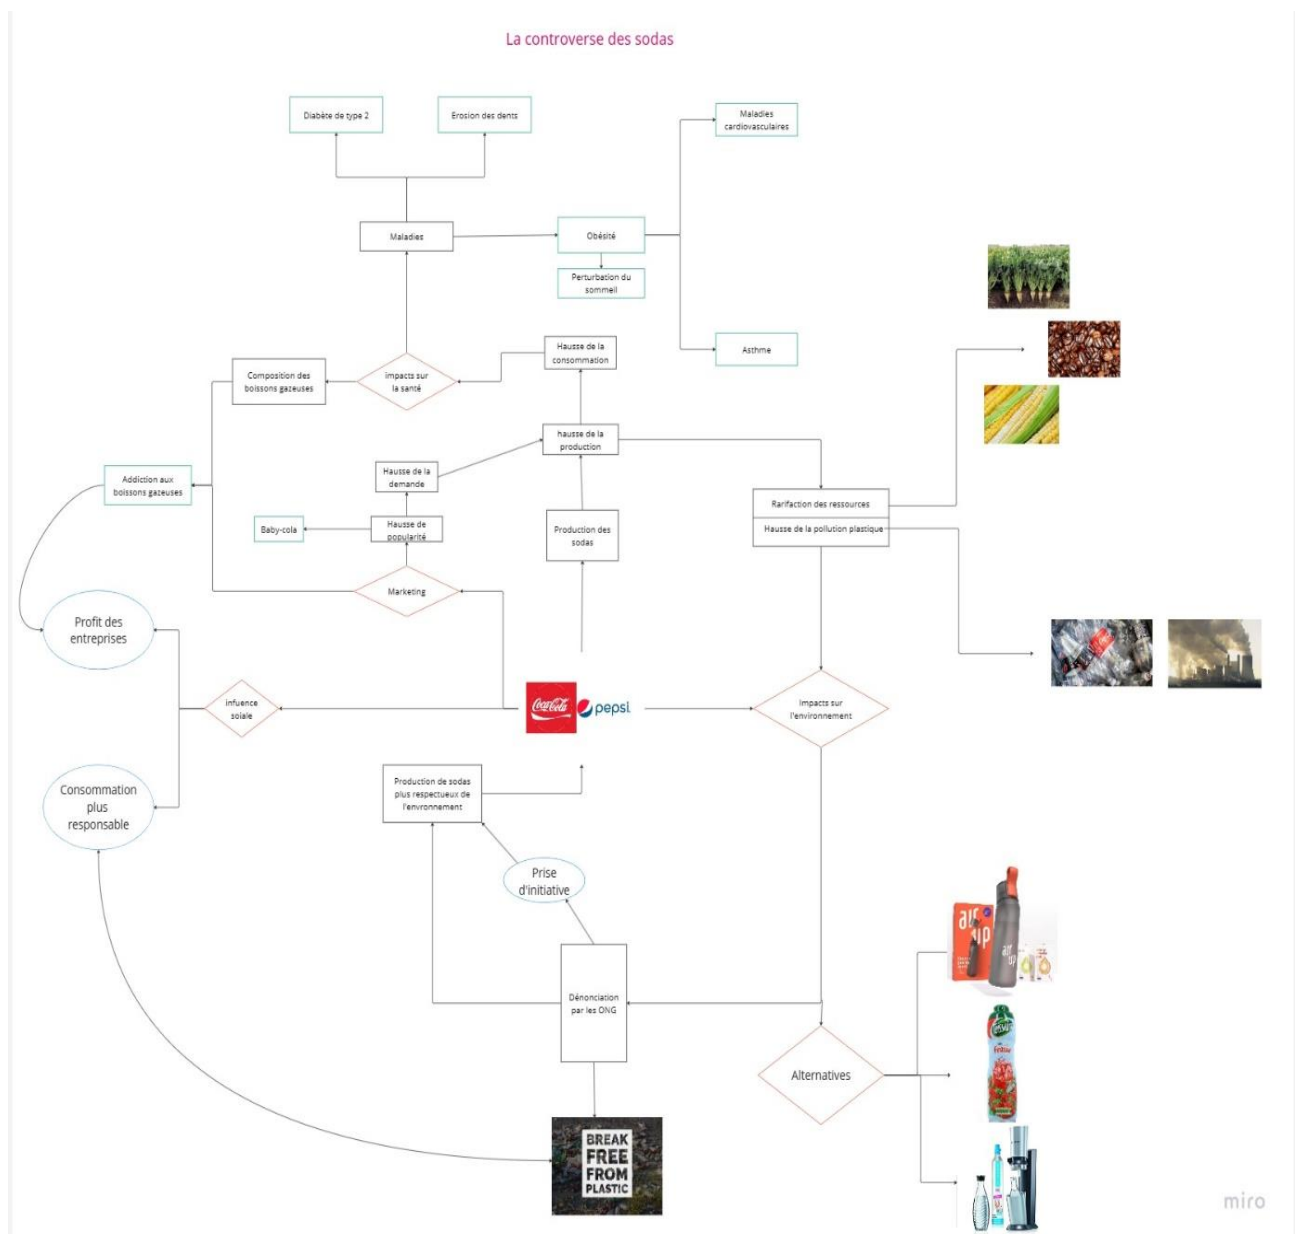 La controverse des sodas
Diabète de type 2
Erosion des dents
Maladies
cardiovasculaires
Maladies
Obésité
Perturbation du
sommeil
Asthme
Hausse de la
consommation
impacts sur
la santé
Composition des
boissons gazeuses
hausse de la
production
Hausse de la
demande
Addiction aux
boissons gazeuses
Baby-cola
Hausse de
popularité
Production des
sodas
Rarifaction des ressources
Hausse de la pollution plastique
Marketing
Profit des
entreprises
infuence
soiale
Coca-Cola
pepsi
Impacts sur
l'environnement
Consommation
plus
responsable
Production de sodas
plus respectueux de
l'envronnement
Prise
d'initiative
Dénonciation
par les ONG
Alternatives
air
up
air
up
BREAK
FREE
FROM
PLASTIC
miro